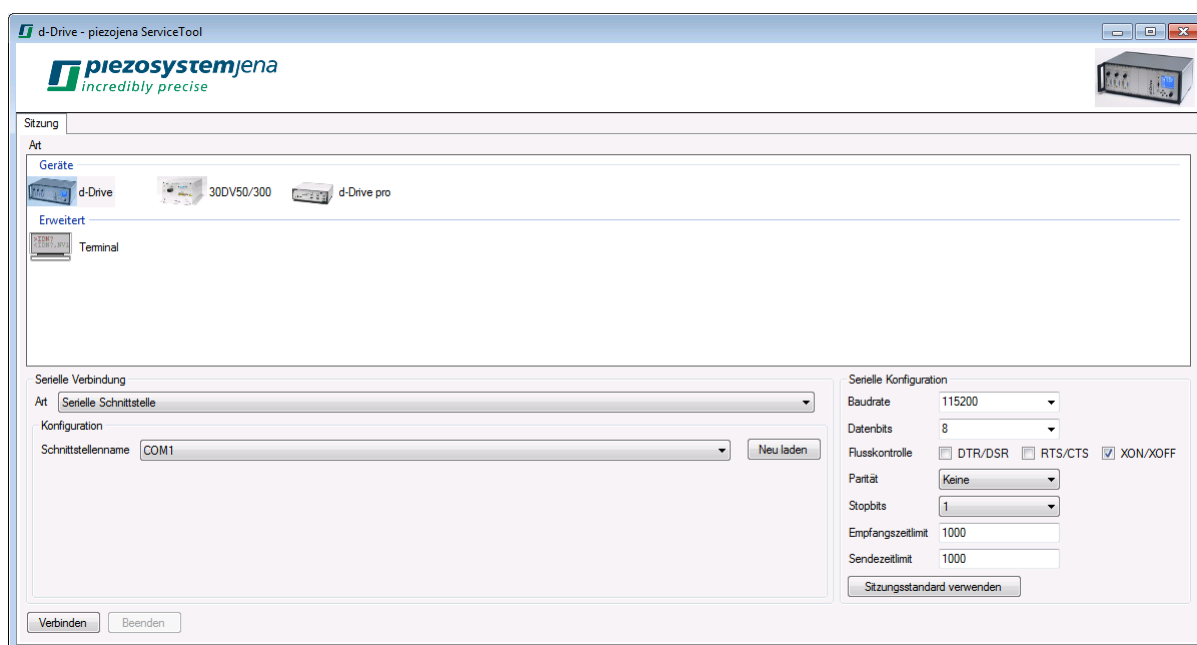 d-Drive - piezojena ServiceTool
piezosystemjena
incredibly precise
Sitzung
Art
Geräte
d-Drive 30DV50/300 d-Drive pro
Erweitert
Terminal
Serielle Verbindung
Art Serielle Schnittstelle
Konfiguration
Schnittstellenname COM1 Neu laden
Serielle Konfiguration
Baudrate 115200
Datenbits 8
Flusskontrolle DTR/DSR RTS/CTS XON/XOFF
Parität Keine
Stopbits 1
Empfangszeitlimit 1000
Sendezeitlimit 1000
Sitzungsstandard verwenden
Verbinden Beenden